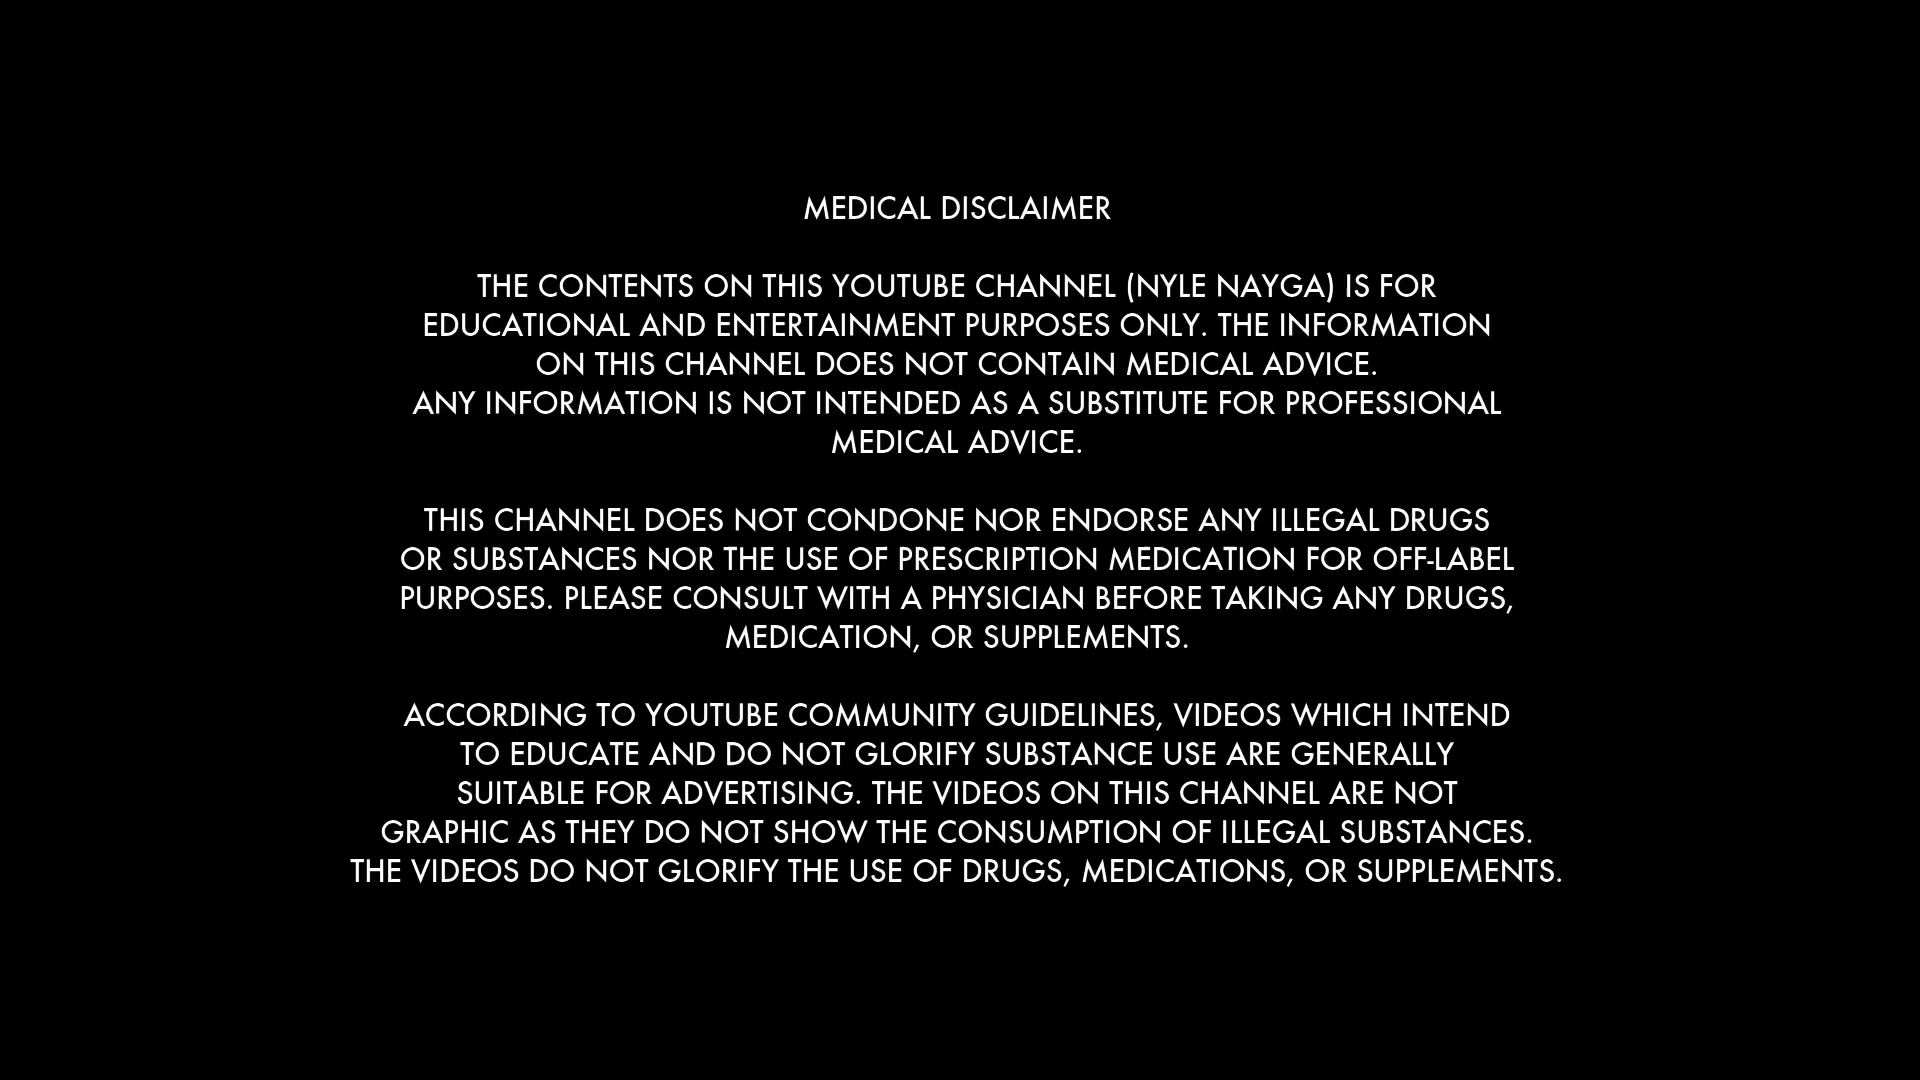 MEDICAL DISCLAIMER
THE CONTENTS ON THIS YOUTUBE CHANNEL (NYLE NAYGA) IS FOR
EDUCATIONAL AND ENTERTAINMENT PURPOSES ONLY. THE INFORMATION
ON THIS CHANNEL DOES NOT CONTAIN MEDICAL ADVICE.
ANY INFORMATION IS NOT INTENDED AS A SUBSTITUTE FOR PROFESSIONAL
MEDICAL ADVICE.
THIS CHANNEL DOES NOT CONDONE NOR ENDORSE ANY ILLEGAL DRUGS
OR SUBSTANCES NOR THE USE OF PRESCRIPTION MEDICATION FOR OFF-LABEL
PURPOSES. PLEASE CONSULT WITH A PHYSICIAN BEFORE TAKING ANY DRUGS,
MEDICATION, OR SUPPLEMENTS.
ACCORDING TO YOUTUBE COMMUNITY GUIDELINES, VIDEOS WHICH INTEND
TO EDUCATE AND DO NOT GLORIFY SUBSTANCE USE ARE GENERALLY
SUITABLE FOR ADVERTISING. THE VIDEOS ON THIS CHANNEL ARE NOT
GRAPHIC AS THEY DO NOT SHOW THE CONSUMPTION OF ILLEGAL SUBSTANCES.
THE VIDEOS DO NOT GLORIFY THE USE OF DRUGS, MEDICATIONS, OR SUPPLEMENTS.